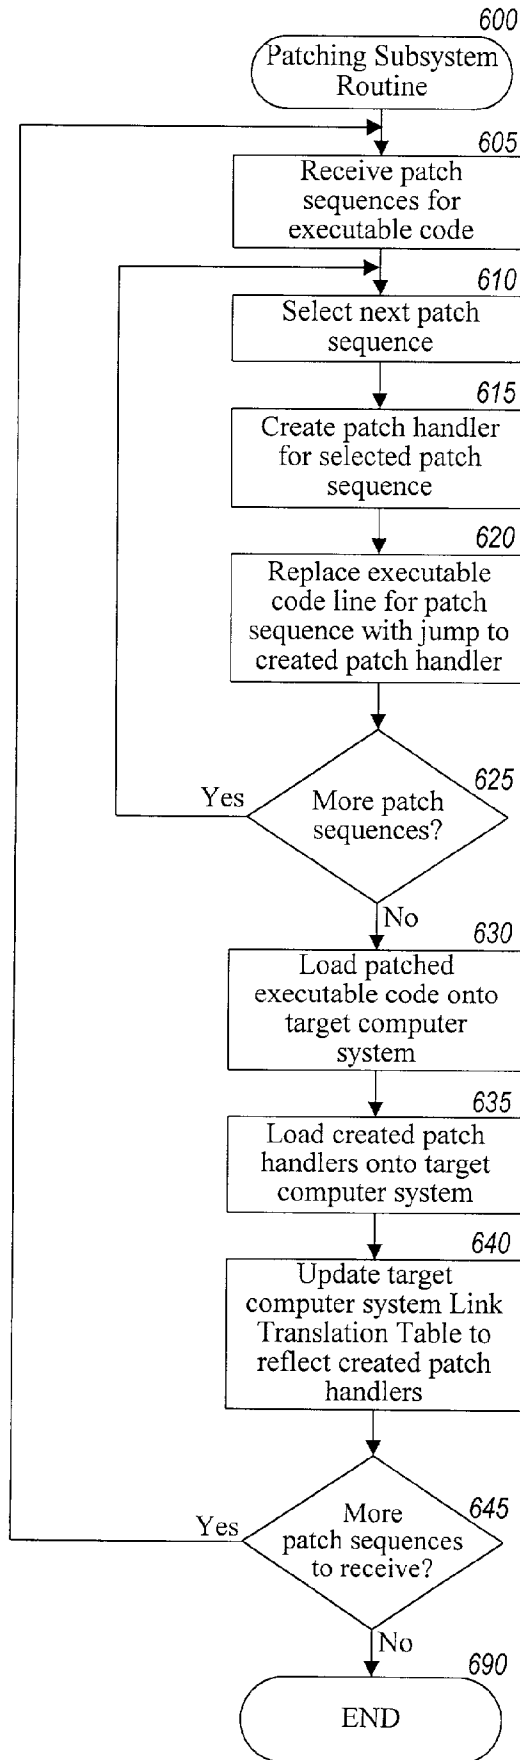 600
Patching Subsystem
Routine
605
Receive patch
sequences for
executable code
610
Select next patch
sequence
615
Create patch handler
for selected patch
sequence
620
Replace executable
code line for patch
sequence with jump to
created patch handler
625
Yes
More patch
sequences?
No
630
Load patched
executable code onto
target computer
system
635
Load created patch
handlers onto target
computer system
640
Update target
computer system Link
Translation Table to
reflect created patch
handlers
645
Yes
More
patch sequences
to receive?
No
690
END